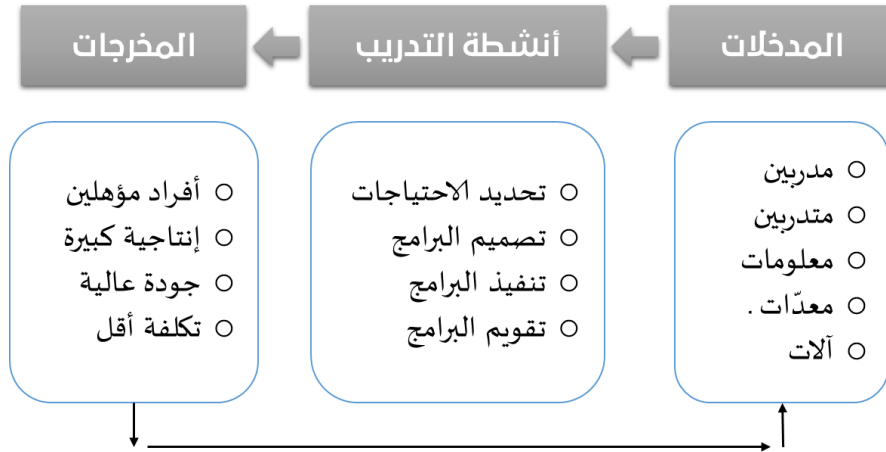 المدخلات
أنشطة التدريب
المخرجات
مدربين
متدربين
معلومات
معدّات .
آلات
تحديد الاحتياجات
تصميم البرامج
تنفيذ البرامج
تقويم البرامج
أفراد مؤهلين
إنتاجية كبيرة
جودة عالية
تكلفة أقل